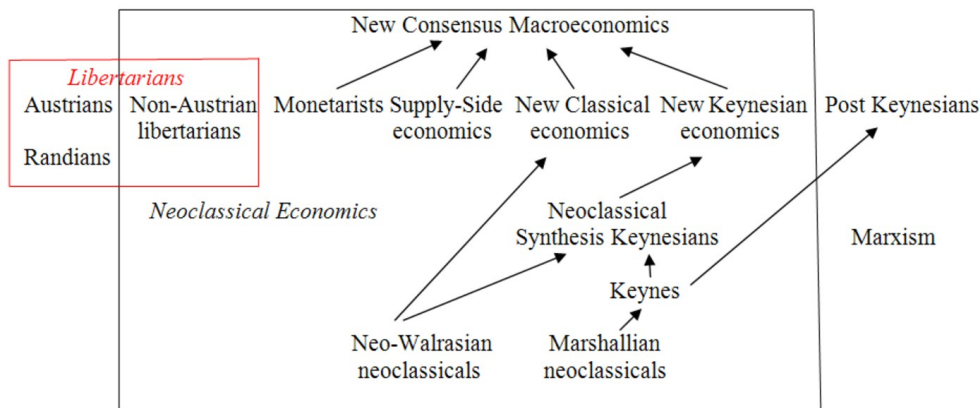 New Consensus Macroeconomics
Libertarians
Austrians
Non-Austrian
libertarians
Randians
Monetarists
Supply-Side
economics
New Classical
economics
New Keynesian
economics
Post Keynesians
Neoclassical Economics
Neoclassical
Synthesis Keynesians
Marxism
Keynes
Neo-Walrasian
neoclassicals
Marshallian
neoclassicals